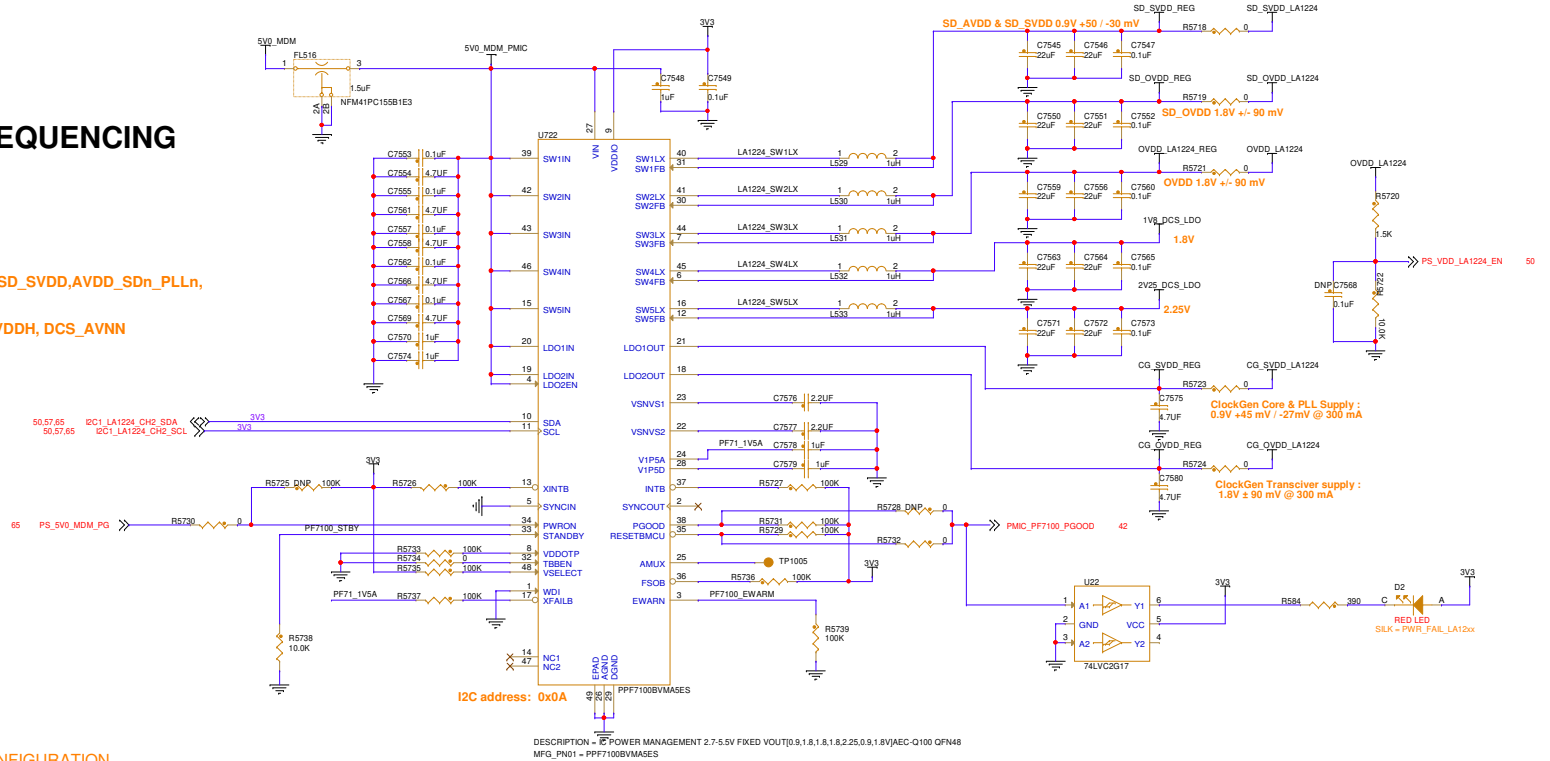 SD_SVDD_REG SD_SVDD_LA1224
SD_AVDD & SD_SVDD 0.9V +50 / -30 mV
R5718 0
3V3
5V0_MDM
FL516
1 3
1.5uF
2A 2B
NFM41PC155B1E3
5V0_MDM_PMIC
C7548
1uF
C7549
0.1uF
C7545
22uF
C7546
22uF
C7547
0.1uF
SD_OVDD_REG SD_OVDD_LA1224
R5719 0
SD_OVDD 1.8V +/- 90 mV
C7550
22uF
C7551
22uF
C7552
0.1uF
EQUENCING
OVDD_LA1224_REG OVDD_LA1224
R5721 0
OVDD 1.8V +/- 90 mV
C7559
22uF
C7556
22uF
C7560
0.1uF
1V8_DCS_LDO
1.8V
C7563
22uF
C7564
22uF
C7565
0.1uF
2V25_DCS_LDO
2.25V
C7571
22uF
C7572
22uF
C7573
0.1uF
OVDD_LA1224
R5720
1.5K
PS_VDD_LA1224_EN 50
DNP C7568
0.1uF
R5722
10.0K
SD_SVDD,AVDD_SDn_PLLn,
VDDH, DCS_AVNN
C7553 0.1uF
C7554 4.7UF
C7555 0.1uF
C7561 4.7UF
C7557 0.1uF
C7558 4.7UF
C7562 0.1uF
C7566 4.7UF
C7567 0.1uF
C7569 4.7UF
C7570 1uF
C7574 1uF
U722
27 VIN
9 VDDIO
39 SW1IN
42 SW2IN
43 SW3IN
46 SW4IN
15 SW5IN
20 LDO1IN
19 LDO2IN
4 LDO2EN
10 SDA
11 SCL
13 XINTB
5 SYNCIN
34 PWRON
33 STANDBY
8 VDDOTP
32 TBBEN
48 VSELECT
1 WDI
17 XFAILB
14 NC1
47 NC2
EPAD AGND DGND
49 26 29
SW1LX 40 LA1224_SW1LX 1 2
SW1FB 31 L529 1uH
SW2LX 41 LA1224_SW2LX 1 2
SW2FB 30 L530 1uH
SW3LX 44 LA1224_SW3LX 1 2
SW3FB 7 L531 1uH
SW4LX 45 LA1224_SW4LX 1 2
SW4FB 6 L532 1uH
SW5LX 16 LA1224_SW5LX 1 2
SW5FB 12 L533 1uH
LDO1OUT 21
LDO2OUT 18
VSNVS1 23 C7576 2.2UF
VSNVS2 22 C7577 2.2UF
PF71_1V5A C7578 1uF
V1P5A 24
V1P5D 28 C7579 1uF
INTB 37 R5727 100K
SYNCOUT 2
PGOOD 38 R5731 100K
RESETBMCU 35 R5729 100K
AMUX 25 TP1005
FSOB 36 R5736 100K
EWARN 3 PF7100_EWARM
R5739
100K
3V3
R5728 DNP 0
R5732 0
PMIC_PF7100_PGOOD 42
CG_SVDD_REG CG_SVDD_LA1224
R5723 0
C7575
4.7UF
ClockGen Core & PLL Supply :
0.9V +45 mV / -27mV @ 300 mA
CG_OVDD_REG CG_OVDD_LA1224
R5724 0
C7580
4.7UF
ClockGen Transciver supply :
1.8V ± 90 mV @ 300 mA
50,57,65 I2C1_LA1224_CH2_SDA 3V3
50,57,65 I2C1_LA1224_CH2_SCL 3V3
3V3
R5725 DNP 100K R5726 100K
65 PS_5V0_MDM_PG R5730 0
PF7100_STBY
R5733 100K
R5734 0
R5735 100K
PF71_1V5A R5737 100K
R5738
10.0K
U22
1 A1 Y1 6
2 GND VCC 5
3 A2 Y2 4
74LVC2G17
3V3
R584 390
D2
C A
3V3
RED LED
SILK = PWR_FAIL_LA12xx
I2C address: 0x0A
PPF7100BVMA5ES
DESCRIPTION = IC POWER MANAGEMENT 2.7-5.5V FIXED VOUT[0.9,1.8,1.8,1.8,2.25,0.9,1.8V]AEC-Q100 QFN48
MFG_PN01 = PPF7100BVMA5ES
NFIGURATION